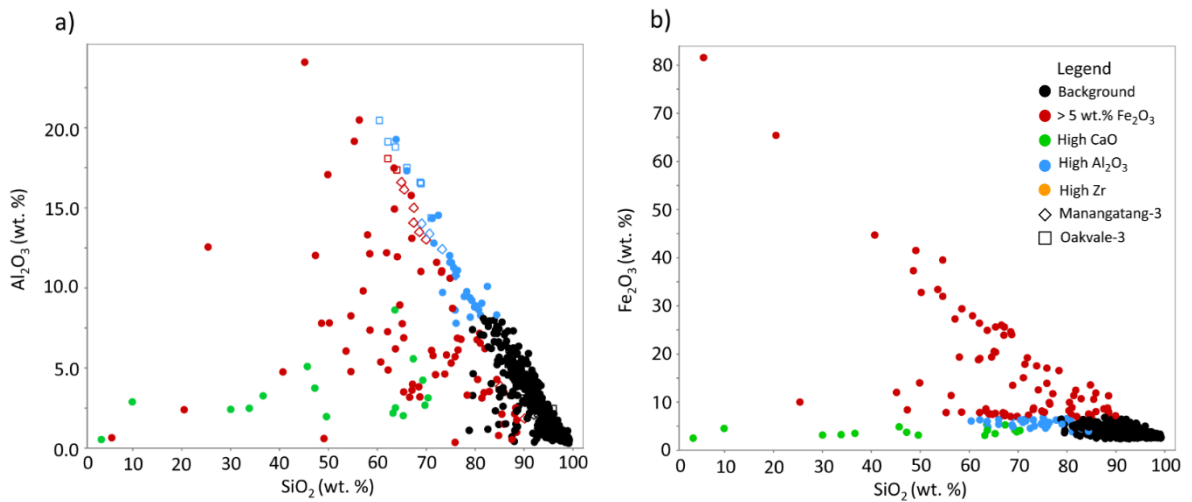 a)
Al₂O₃ (wt. %)
20.0
15.0
10.0
5.0
0.0
0 10 20 30 40 50 60 70 80 90 100
SiO₂ (wt. %)
b)
Fe₂O₃ (wt. %)
80
70
60
50
40
30
20
10
0
0 10 20 30 40 50 60 70 80 90 100
SiO₂ (wt. %)
Legend
Background
> 5 wt.% Fe₂O₃
High CaO
High Al₂O₃
High Zr
Manangatang-3
Oakvale-3